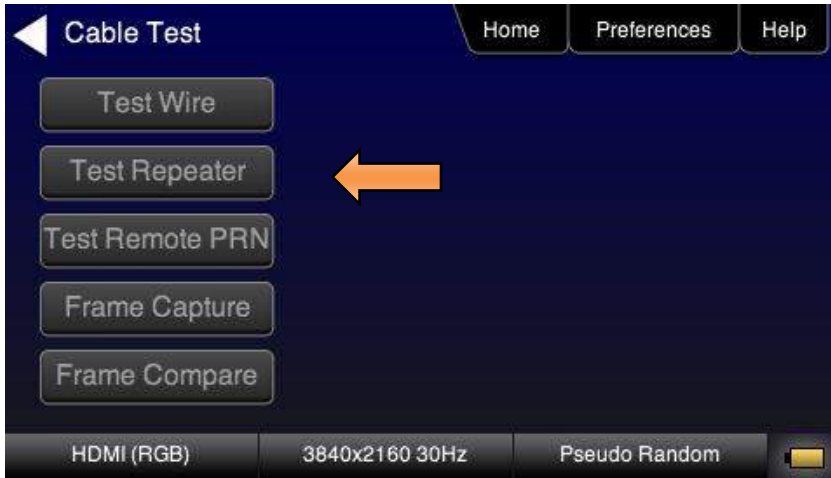 Cable Test
Home
Preferences
Help
Test Wire
Test Repeater
Test Remote PRN
Frame Capture
Frame Compare
HDMI (RGB)
3840x2160 30Hz
Pseudo Random